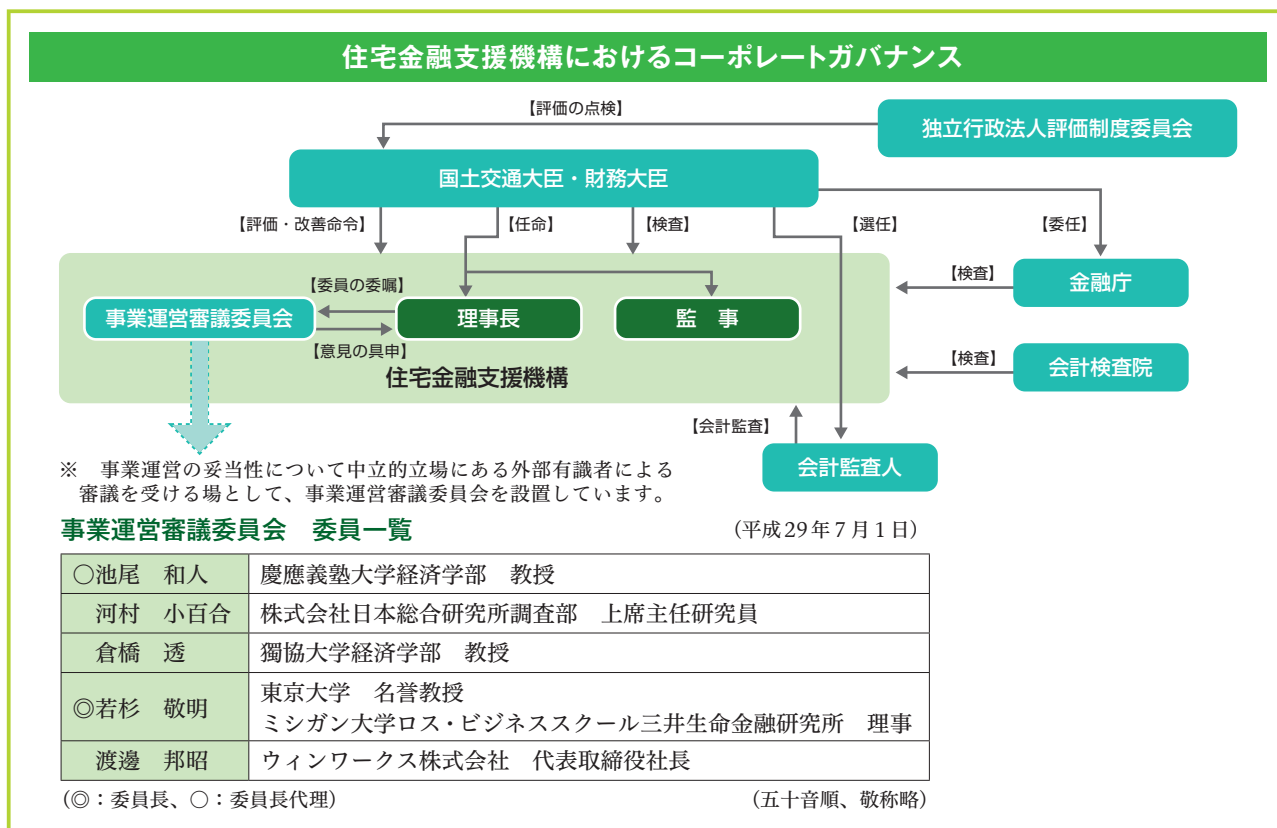 住宅金融支援機構におけるコーポレートガバナンス
【評価の点検】
独立行政法人評価制度委員会
国土交通大臣・財務大臣
【評価・改善命令】
【任命】
【検査】
【選任】
【委任】
【委員の委嘱】
【検査】
金融庁
事業運営審議委員会
理事長
監　事
【意見の具申】
住宅金融支援機構
【検査】
会計検査院
【会計監査】
会計監査人
※　事業運営の妥当性について中立的立場にある外部有識者による
審議を受ける場として、事業運営審議委員会を設置しています。
事業運営審議委員会　委員一覧　（平成29年7月1日）
○池尾　和人　慶應義塾大学経済学部　教授
河村　小百合　株式会社日本総合研究所調査部　上席主任研究員
倉橋　透　獨協大学経済学部　教授
◎若杉　敬明　東京大学　名誉教授
ミシガン大学ロス・ビジネススクール三井生命金融研究所　理事
渡邊　邦昭　ウィンワークス株式会社　代表取締役社長
（◎：委員長、○：委員長代理）　（五十音順、敬称略）